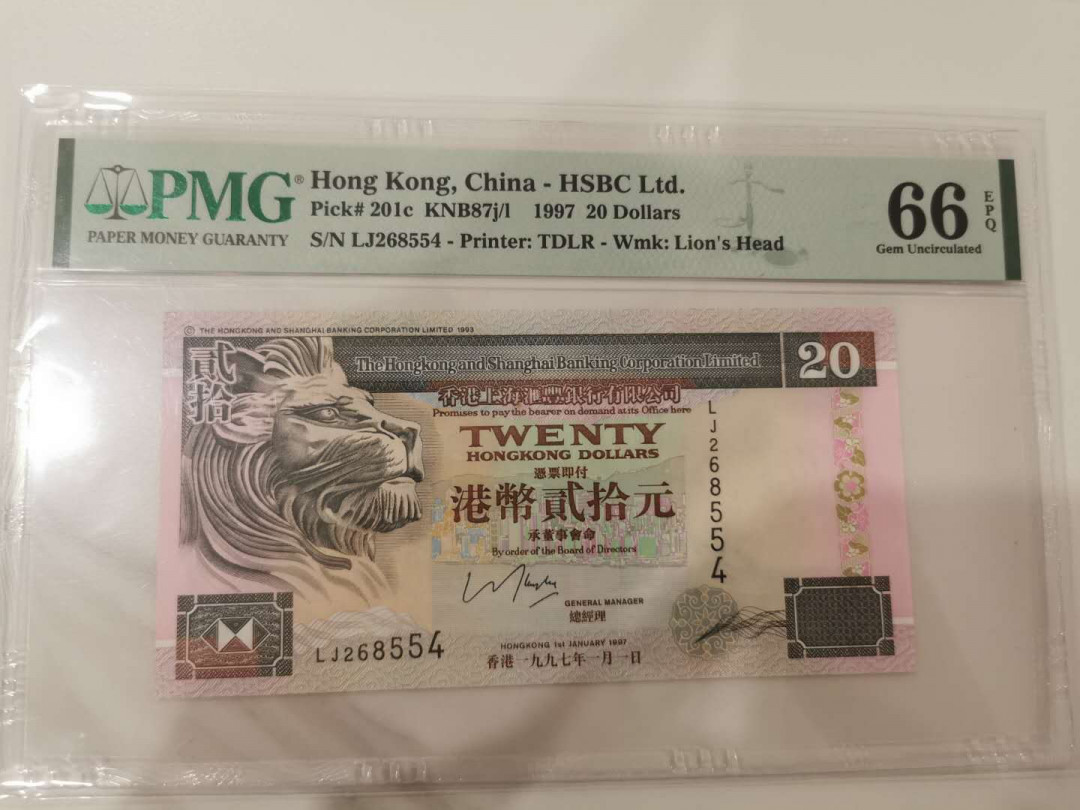 PMG®
PAPER MONEY GUARANTY
Hong Kong, China - HSBC Ltd.
Pick# 201c KNB87j/l 1997 20 Dollars
S/N LJ268554 - Printer: TDLR - Wmk: Lion's Head
66
EPQ
Gem Uncirculated
© THE HONGKONG AND SHANGHAI BANKING CORPORATION LIMITED 1993
貳拾
The Hongkong and Shanghai Banking Corporation Limited
20
香港上海滙豐銀行有限公司
Promises to pay the bearer on demand at its Office here
TWENTY
HONGKONG DOLLARS
憑票即付
港幣貳拾元
承董事會命
By order of the Board of Directors
LJ268554
GENERAL MANAGER
總經理
HONGKONG 1st JANUARY 1997
香港一九九七年一月一日
LJ268554